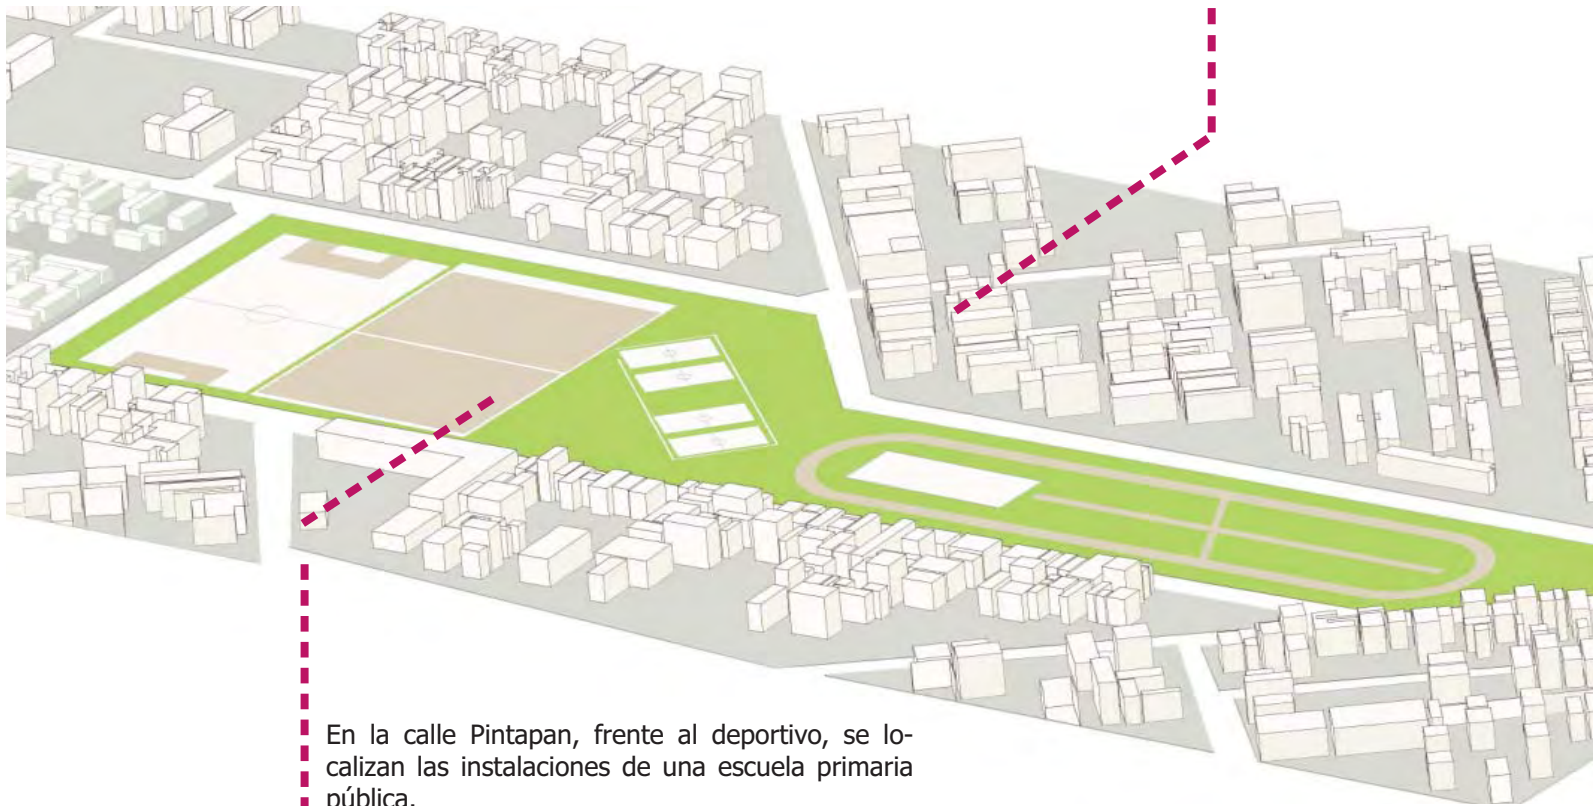 En la calle Pintapan, frente al deportivo, se lo-
calizan las instalaciones de una escuela primaria
pública.